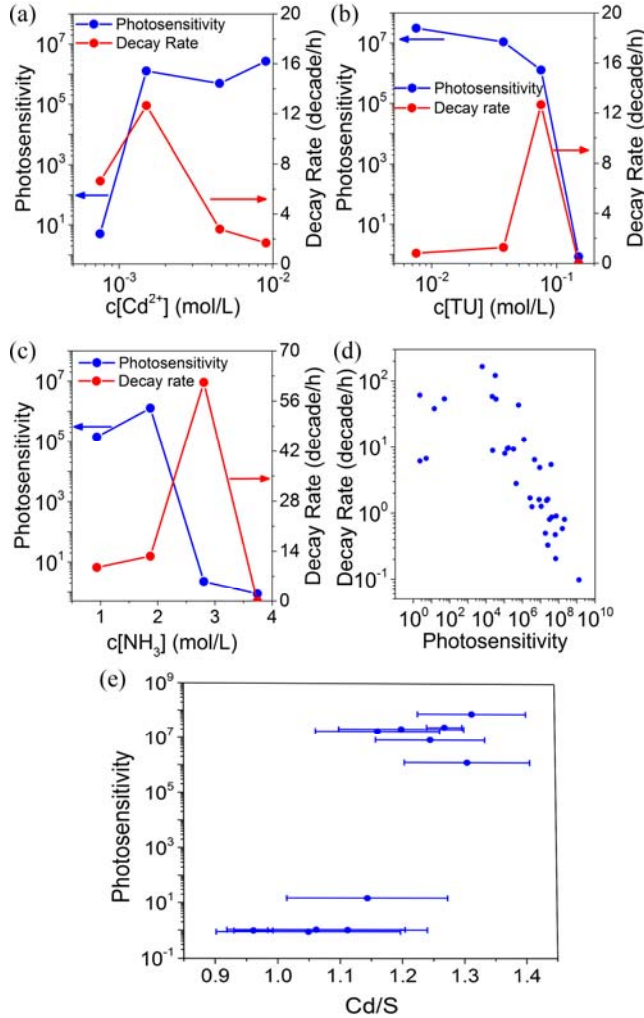 (a)
Photosensitivity
Decay Rate
Photosensitivity
10^7
10^5
10^3
10^1
20
16
12
8
4
0
Decay Rate (decade/h)
10^-3
10^-2
c[Cd^2+] (mol/L)
(b)
Photosensitivity
Decay rate
Photosensitivity
10^7
10^5
10^3
10^1
20
16
12
8
4
0
Decay Rate (decade/h)
10^-2
10^-1
c[TU] (mol/L)
(c)
Photosensitivity
Decay rate
Photosensitivity
10^7
10^5
10^3
10^1
70
56
42
28
14
0
Decay Rate (decade/h)
1
2
3
4
c[NH_3] (mol/L)
(d)
Decay Rate (decade/h)
10^2
10^1
10^0
10^-1
10^0 10^2 10^4 10^6 10^8 10^10
Photosensitivity
(e)
Photosensitivity
10^9
10^7
10^5
10^3
10^1
10^-1
0.9 1.0 1.1 1.2 1.3 1.4
Cd/S